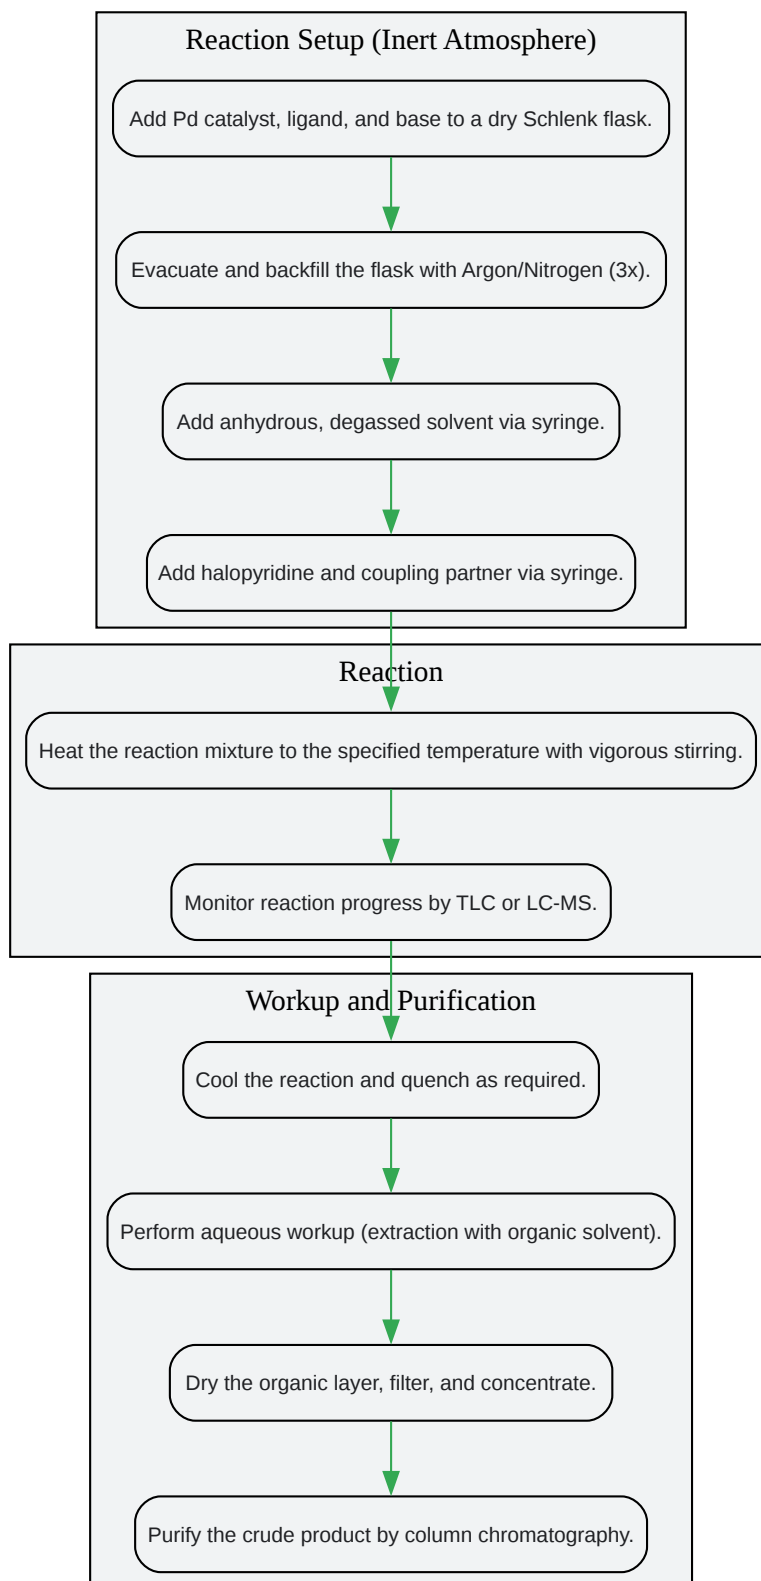 Reaction Setup (Inert Atmosphere)
Add Pd catalyst, ligand, and base to a dry Schlenk flask.
Evacuate and backfill the flask with Argon/Nitrogen (3x).
Add anhydrous, degassed solvent via syringe.
Add halopyridine and coupling partner via syringe.
Reaction
Heat the reaction mixture to the specified temperature with vigorous stirring.
Monitor reaction progress by TLC or LC-MS.
Workup and Purification
Cool the reaction and quench as required.
Perform aqueous workup (extraction with organic solvent).
Dry the organic layer, filter, and concentrate.
Purify the crude product by column chromatography.